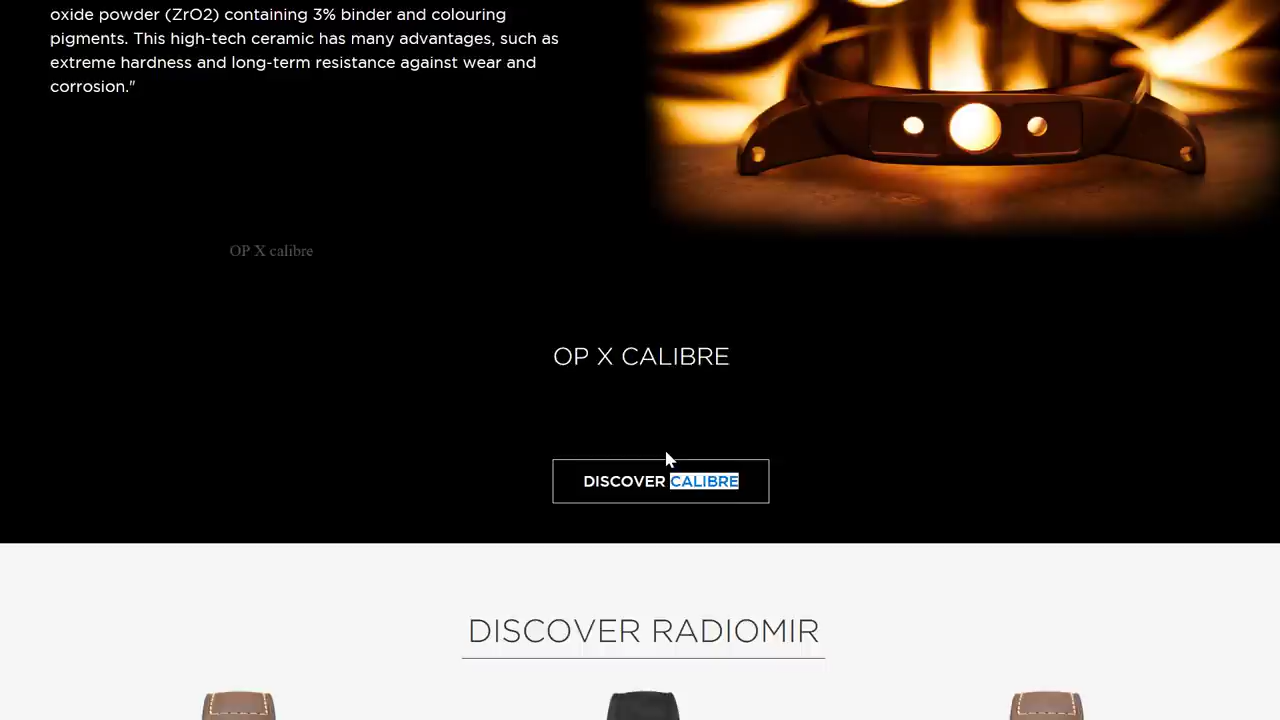 oxide powder (ZrO2) containing 3% binder and colouring
pigments. This high-tech ceramic has many advantages, such as
extreme hardness and long-term resistance against wear and
corrosion."
OP X calibre
OP X CALIBRE
DISCOVER CALIBRE
DISCOVER RADIOMIR